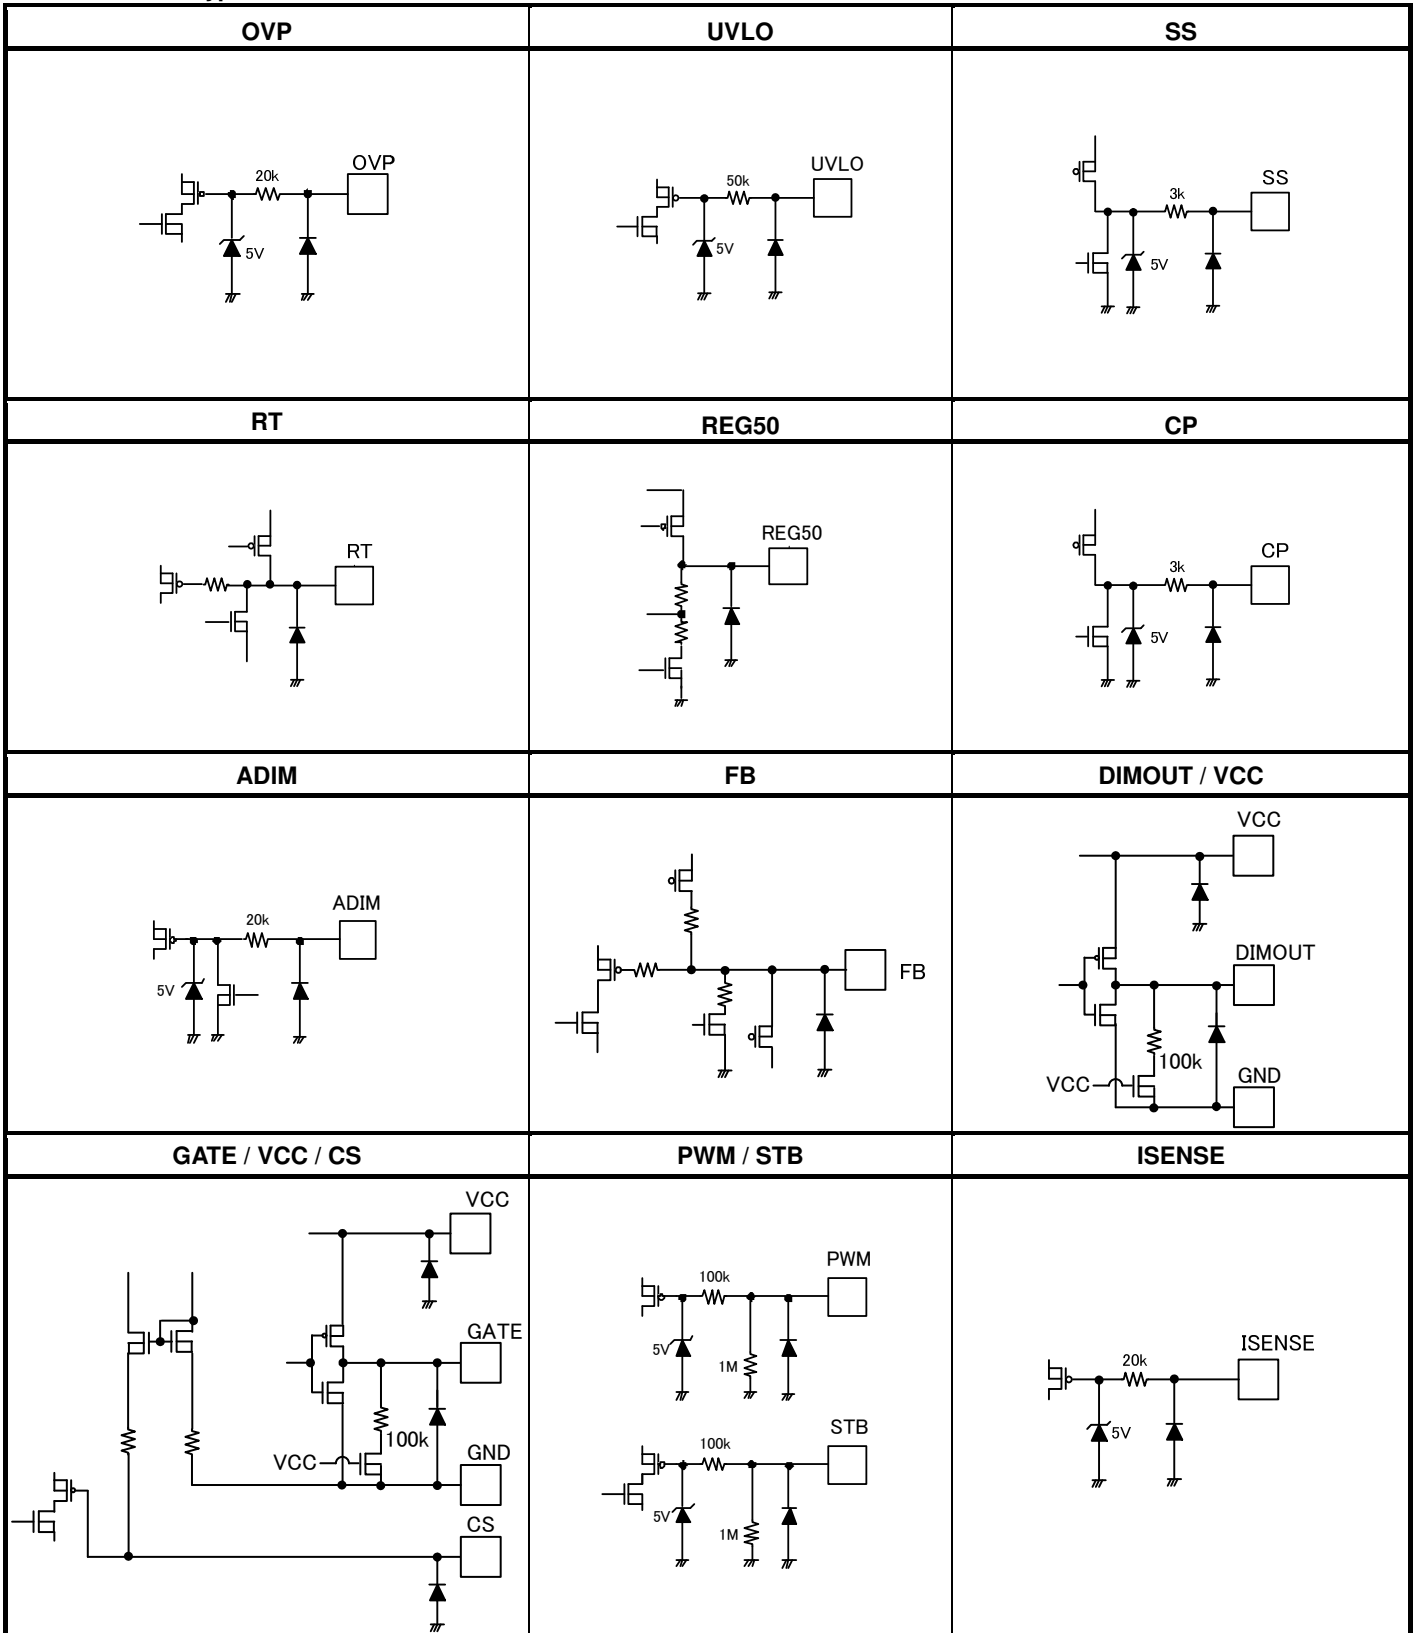 OVP UVLO SS
OVP
20k
5V
UVLO
50k
5V
SS
3k
5V
RT REG50 CP
RT
REG50
CP
3k
5V
ADIM FB DIMOUT / VCC
ADIM
20k
5V
FB
VCC
DIMOUT
100k
VCC
GND
GATE / VCC / CS PWM / STB ISENSE
VCC
GATE
100k
VCC
GND
CS
PWM
100k
5V
1M
STB
100k
5V
1M
ISENSE
20k
5V